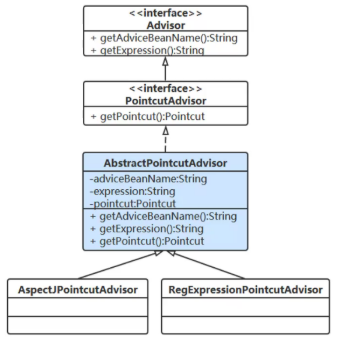 <<interface>>
Advisor
+ getAdviceBeanName():String
+ getExpression():String
<<interface>>
PointcutAdvisor
+ getPointcut():Pointcut
AbstractPointcutAdvisor
-adviceBeanName:String
-expression:String
-pointcut:Pointcut
+ getAdviceBeanName():String
+ getExpression():String
+ getPointcut():Pointcut
AspectJPointcutAdvisor
RegExpressionPointcutAdvisor